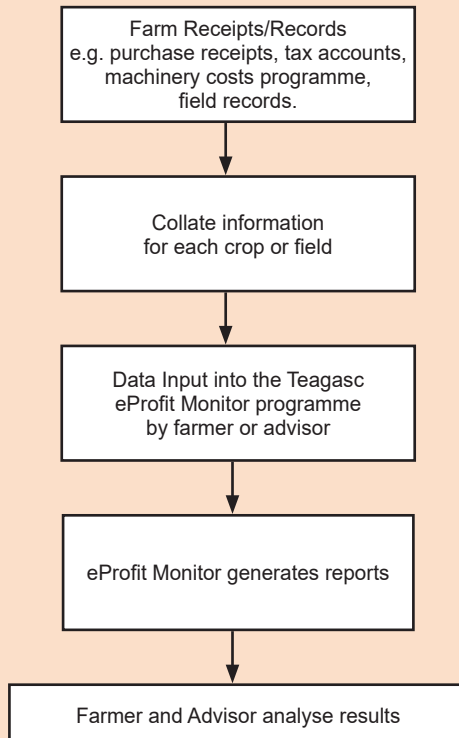 Farm Receipts/Records
e.g. purchase receipts, tax accounts,
machinery costs programme,
field records.
Collate information
for each crop or field
Data Input into the Teagasc
eProfit Monitor programme
by farmer or advisor
eProfit Monitor generates reports
Farmer and Advisor analyse results